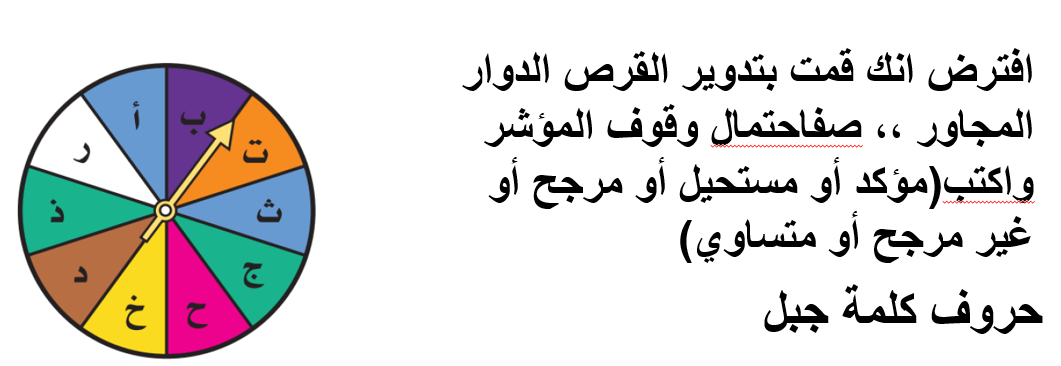 افترض انك قمت بتدوير القرص الدوار
المجاور ،، صفاحتمال وقوف المؤشر
واكتب(مؤكد أو مستحيل أو مرجح أو
غير مرجح أو متساوي)
حروف كلمة جبل
أ
ب
ت
ث
ج
ح
خ
د
ذ
ر